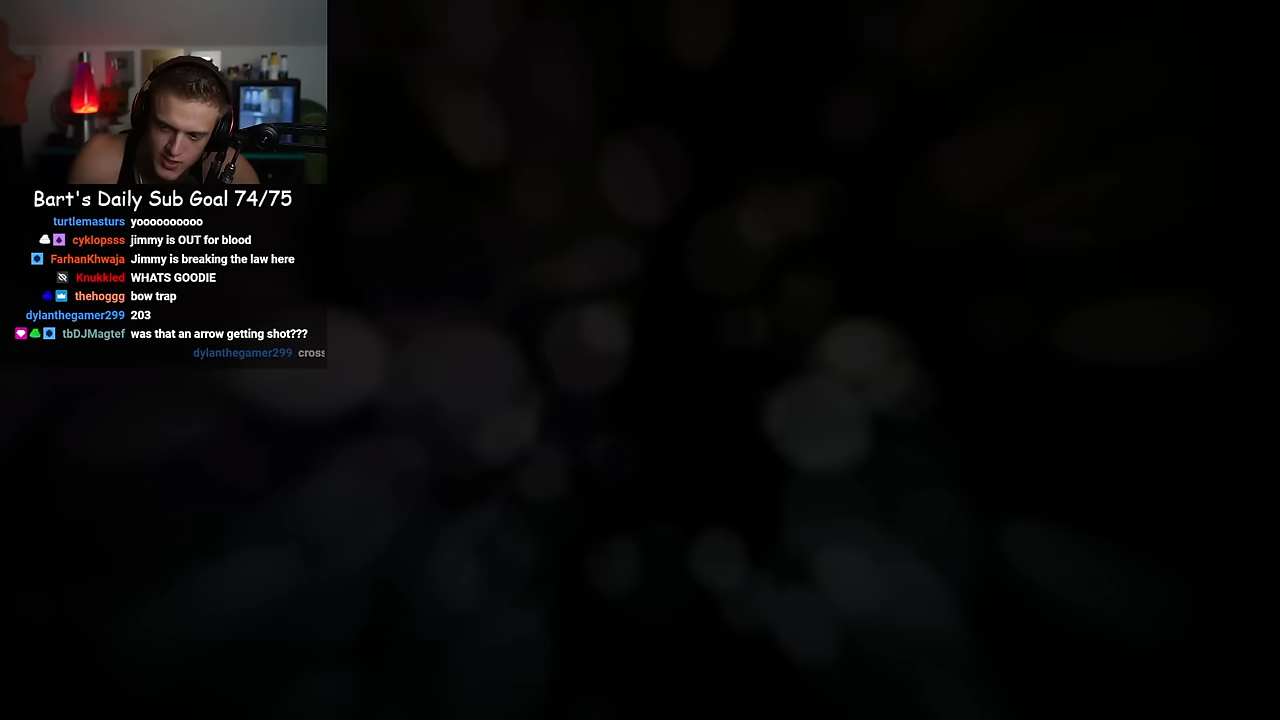 Bart's Daily Sub Goal 74/75
turtlemasturs yoooooooooo
cyklopsss jimmy is OUT for blood
FarhanKhwaja Jimmy is breaking the law here
Knukkled WHATS GOODIE
thehoggg bow trap
dylanthegamer299 203
tbDJMagtef was that an arrow getting shot???
dylanthegamer299 cross